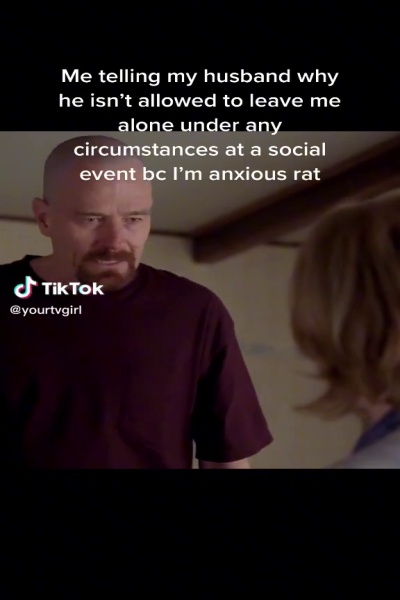 Me telling my husband why
he isn’t allowed to leave me
alone under any
circumstances at a social
event bc I’m anxious rat
TikTok
@yourtvgirl